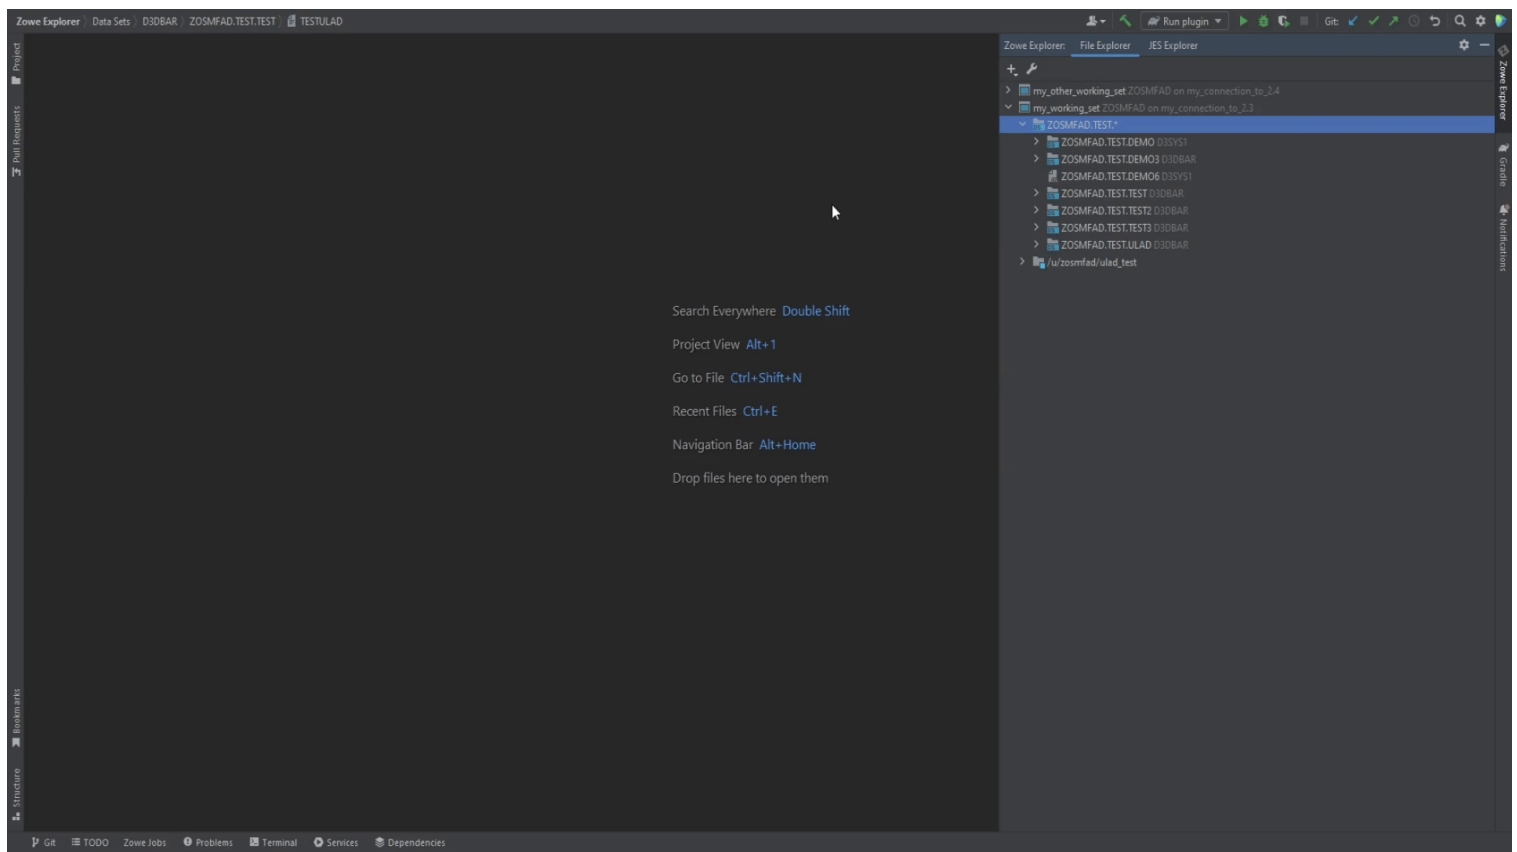 Zowe Explorer Data Sets D3DBAR ZOSMFAD.TEST.TEST TESTULAD
Run plugin
Git:
Project
Pull Requests
Bookmarks
Structure
Search Everywhere Double Shift
Project View Alt+1
Go to File Ctrl+Shift+N
Recent Files Ctrl+E
Navigation Bar Alt+Home
Drop files here to open them
Zowe Explorer: File Explorer JES Explorer
my_other_working_set ZOSMFAD on my_connection_to_2.4
my_working_set ZOSMFAD on my_connection_to_2.3
ZOSMFAD.TEST.*
ZOSMFAD.TEST.DEMO D3SYS1
ZOSMFAD.TEST.DEMO3 D3DBAR
ZOSMFAD.TEST.DEMO6 D3SYS1
ZOSMFAD.TEST.TEST D3DBAR
ZOSMFAD.TEST.TEST2 D3DBAR
ZOSMFAD.TEST.TEST3 D3DBAR
ZOSMFAD.TEST.ULAD D3DBAR
/u/zosmfad/ulad_test
Zowe Explorer
Gradle
Notifications
Git TODO Zowe Jobs Problems Terminal Services Dependencies